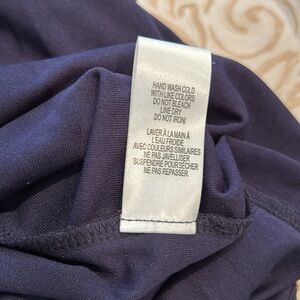 HAND WASH COLD
WITH LIKE COLORS
DO NOT BLEACH
LINE DRY
DO NOT IRON!
LAVER À LA MAIN À
L'EAU FROIDE
AVEC COULEURS SIMILAIRES
NE PAS JAVELLISER
SUSPENDRE POUR SÉCHER.
NE PAS REPASSER